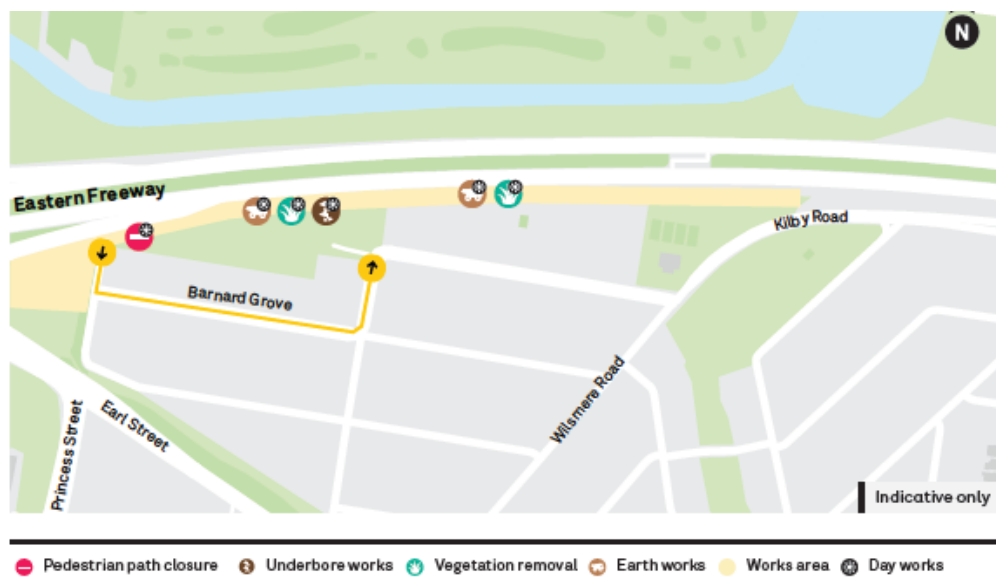 N
Eastern Freeway
Kilby Road
Barnard Grove
Wilsmere Road
Earl Street
Princess Street
Indicative only
Pedestrian path closure
Underbore works
Vegetation removal
Earth works
Works area
Day works